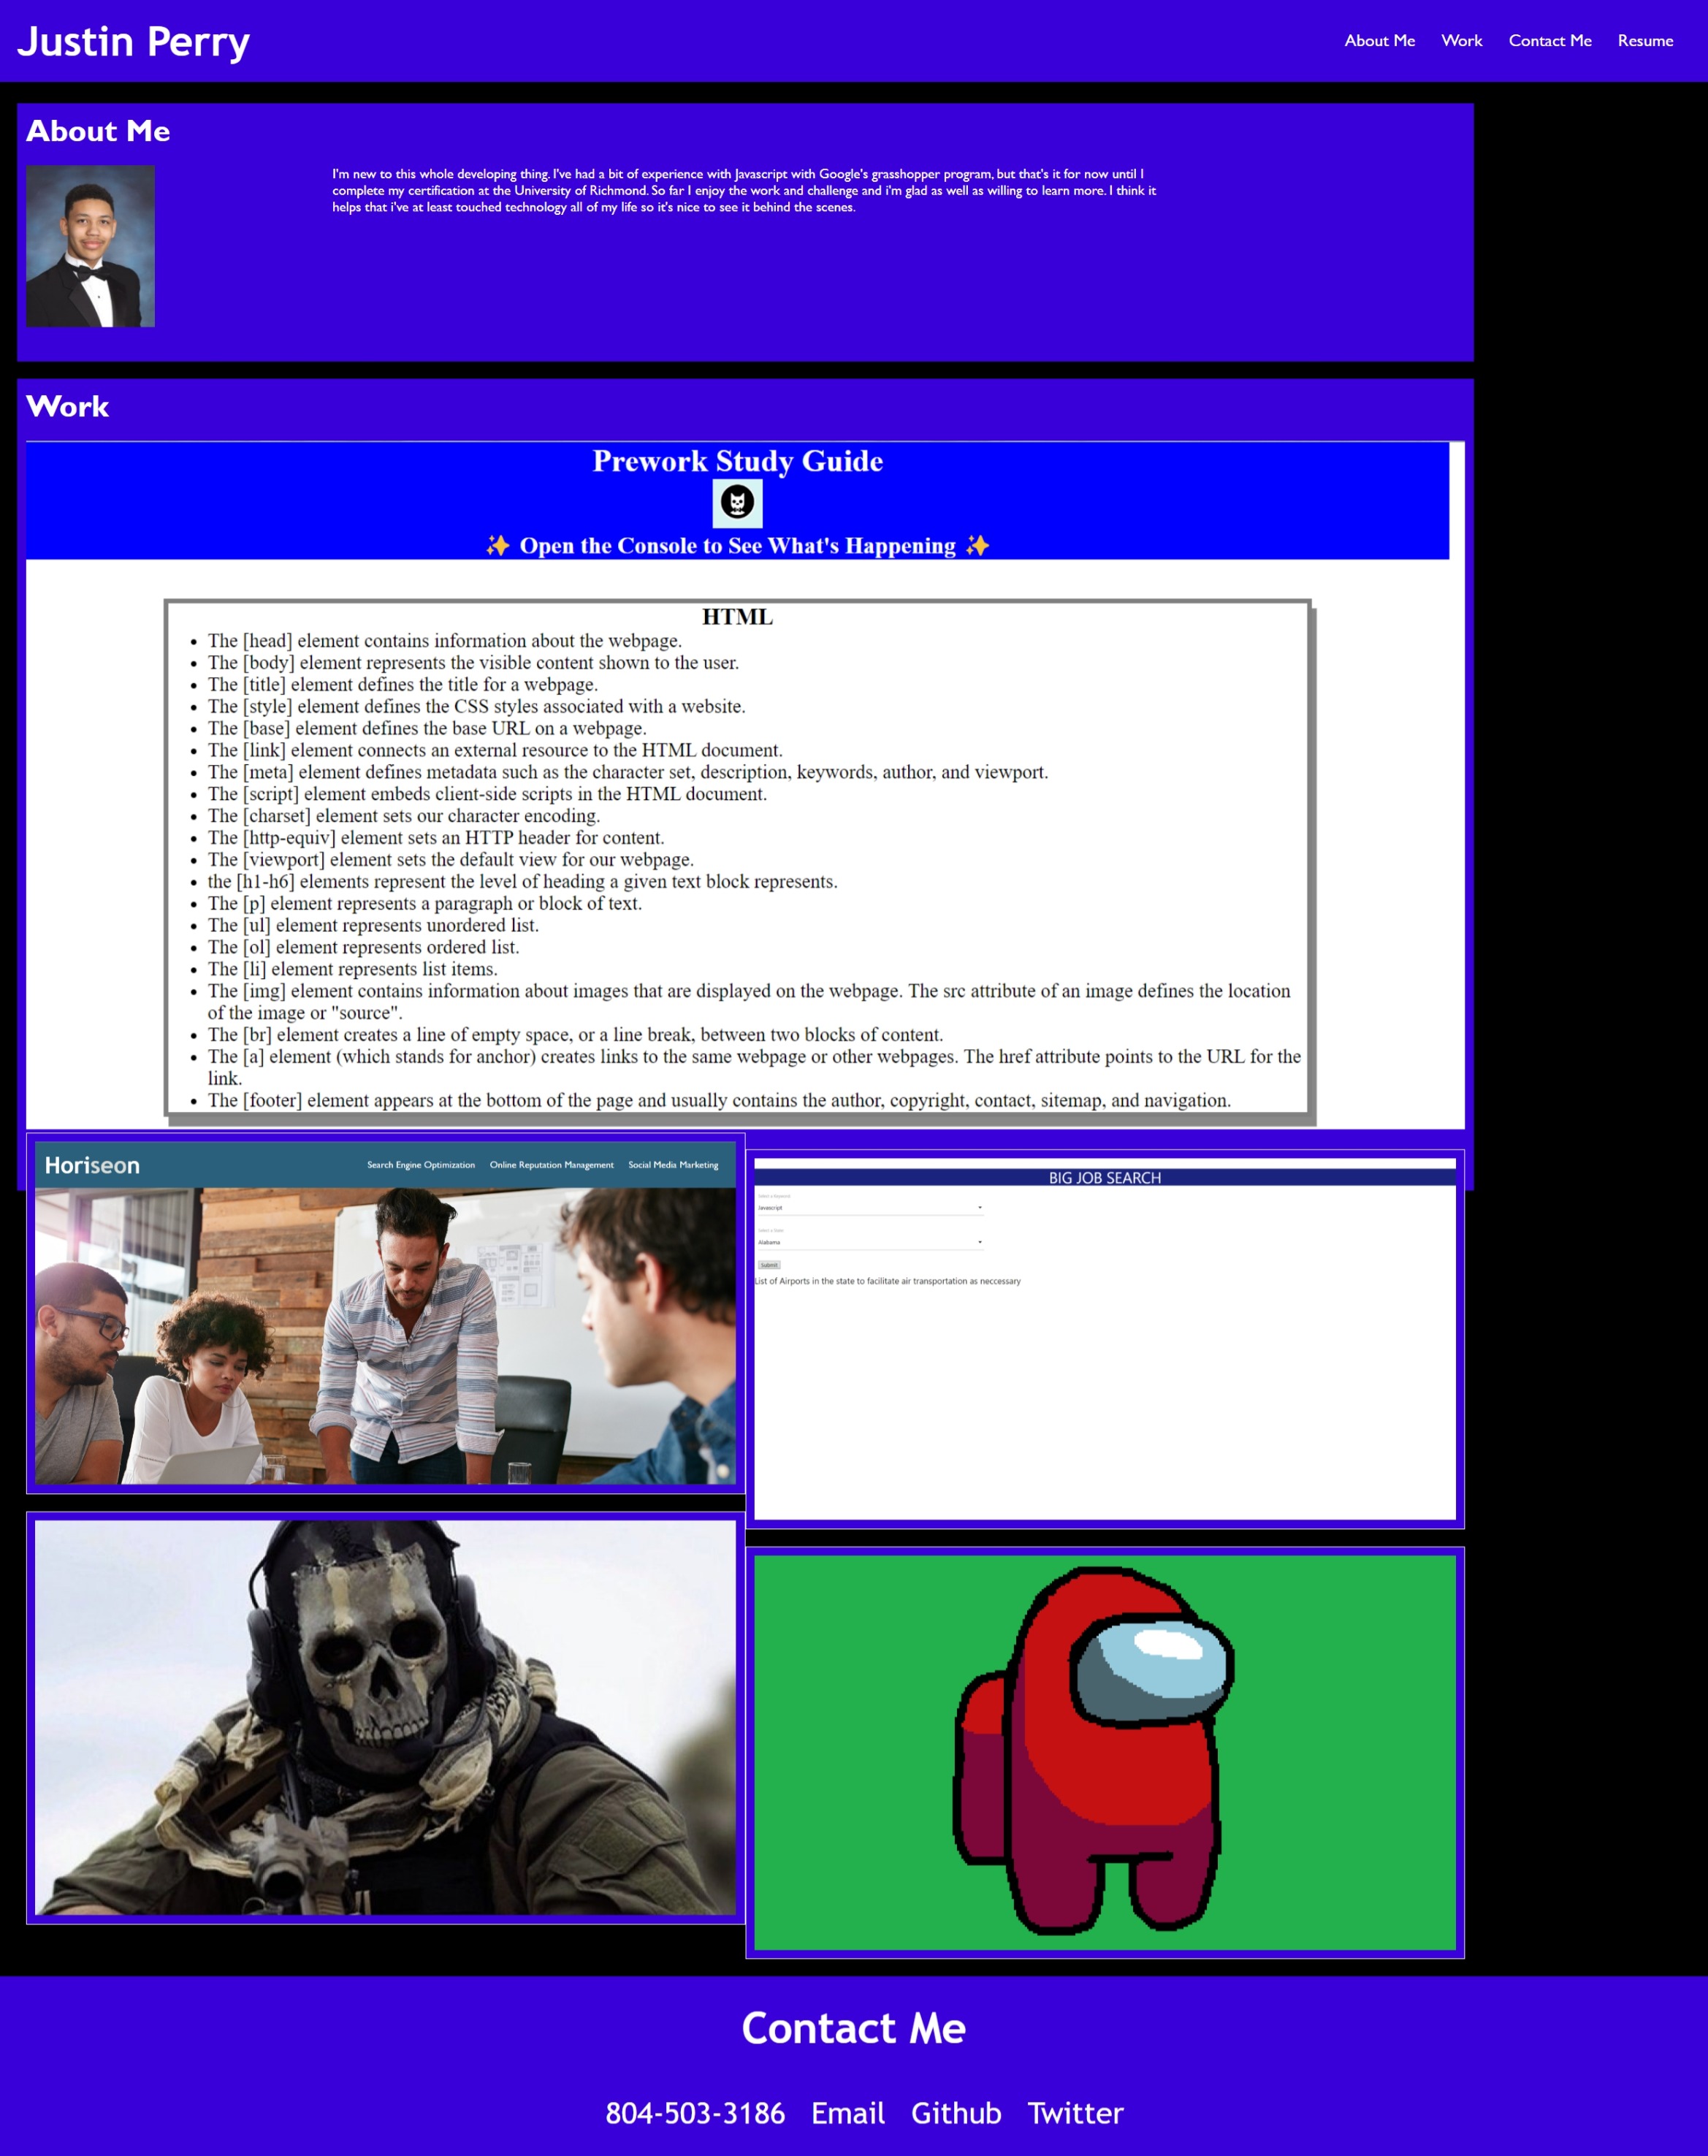 Justin Perry
About Me
Work
Contact Me
Resume
About Me
I'm new to this whole developing thing. I've had a bit of experience with Javascript with Google's grasshopper program, but that's it for now until I
complete my certification at the University of Richmond. So far I enjoy the work and challenge and i'm glad as well as willing to learn more. I think it
helps that i've at least touched technology all of my life so it's nice to see it behind the scenes.
Work
Prework Study Guide
✨ Open the Console to See What's Happening ✨
HTML
• The [head] element contains information about the webpage.
• The [body] element represents the visible content shown to the user.
• The [title] element defines the title for a webpage.
• The [style] element defines the CSS styles associated with a website.
• The [base] element defines the base URL on a webpage.
• The [link] element connects an external resource to the HTML document.
• The [meta] element defines metadata such as the character set, description, keywords, author, and viewport.
• The [script] element embeds client-side scripts in the HTML document.
• The [charset] element sets our character encoding.
• The [http-equiv] element sets an HTTP header for content.
• The [viewport] element sets the default view for our webpage.
• the [h1-h6] elements represent the level of heading a given text block represents.
• The [p] element represents a paragraph or block of text.
• The [ul] element represents unordered list.
• The [ol] element represents ordered list.
• The [li] element represents list items.
• The [img] element contains information about images that are displayed on the webpage. The src attribute of an image defines the location
of the image or "source".
• The [br] element creates a line of empty space, or a line break, between two blocks of content.
• The [a] element (which stands for anchor) creates links to the same webpage or other webpages. The href attribute points to the URL for the
link.
• The [footer] element appears at the bottom of the page and usually contains the author, copyright, contact, sitemap, and navigation.
Horiseon
Search Engine Optimization
Online Reputation Management
Social Media Marketing
BIG JOB SEARCH
Select a Keyword
Javascript
Select a State
Alabama
Submit
List of Airports in the state to facilitate air transportation as neccessary
Contact Me
804-503-3186
Email
Github
Twitter